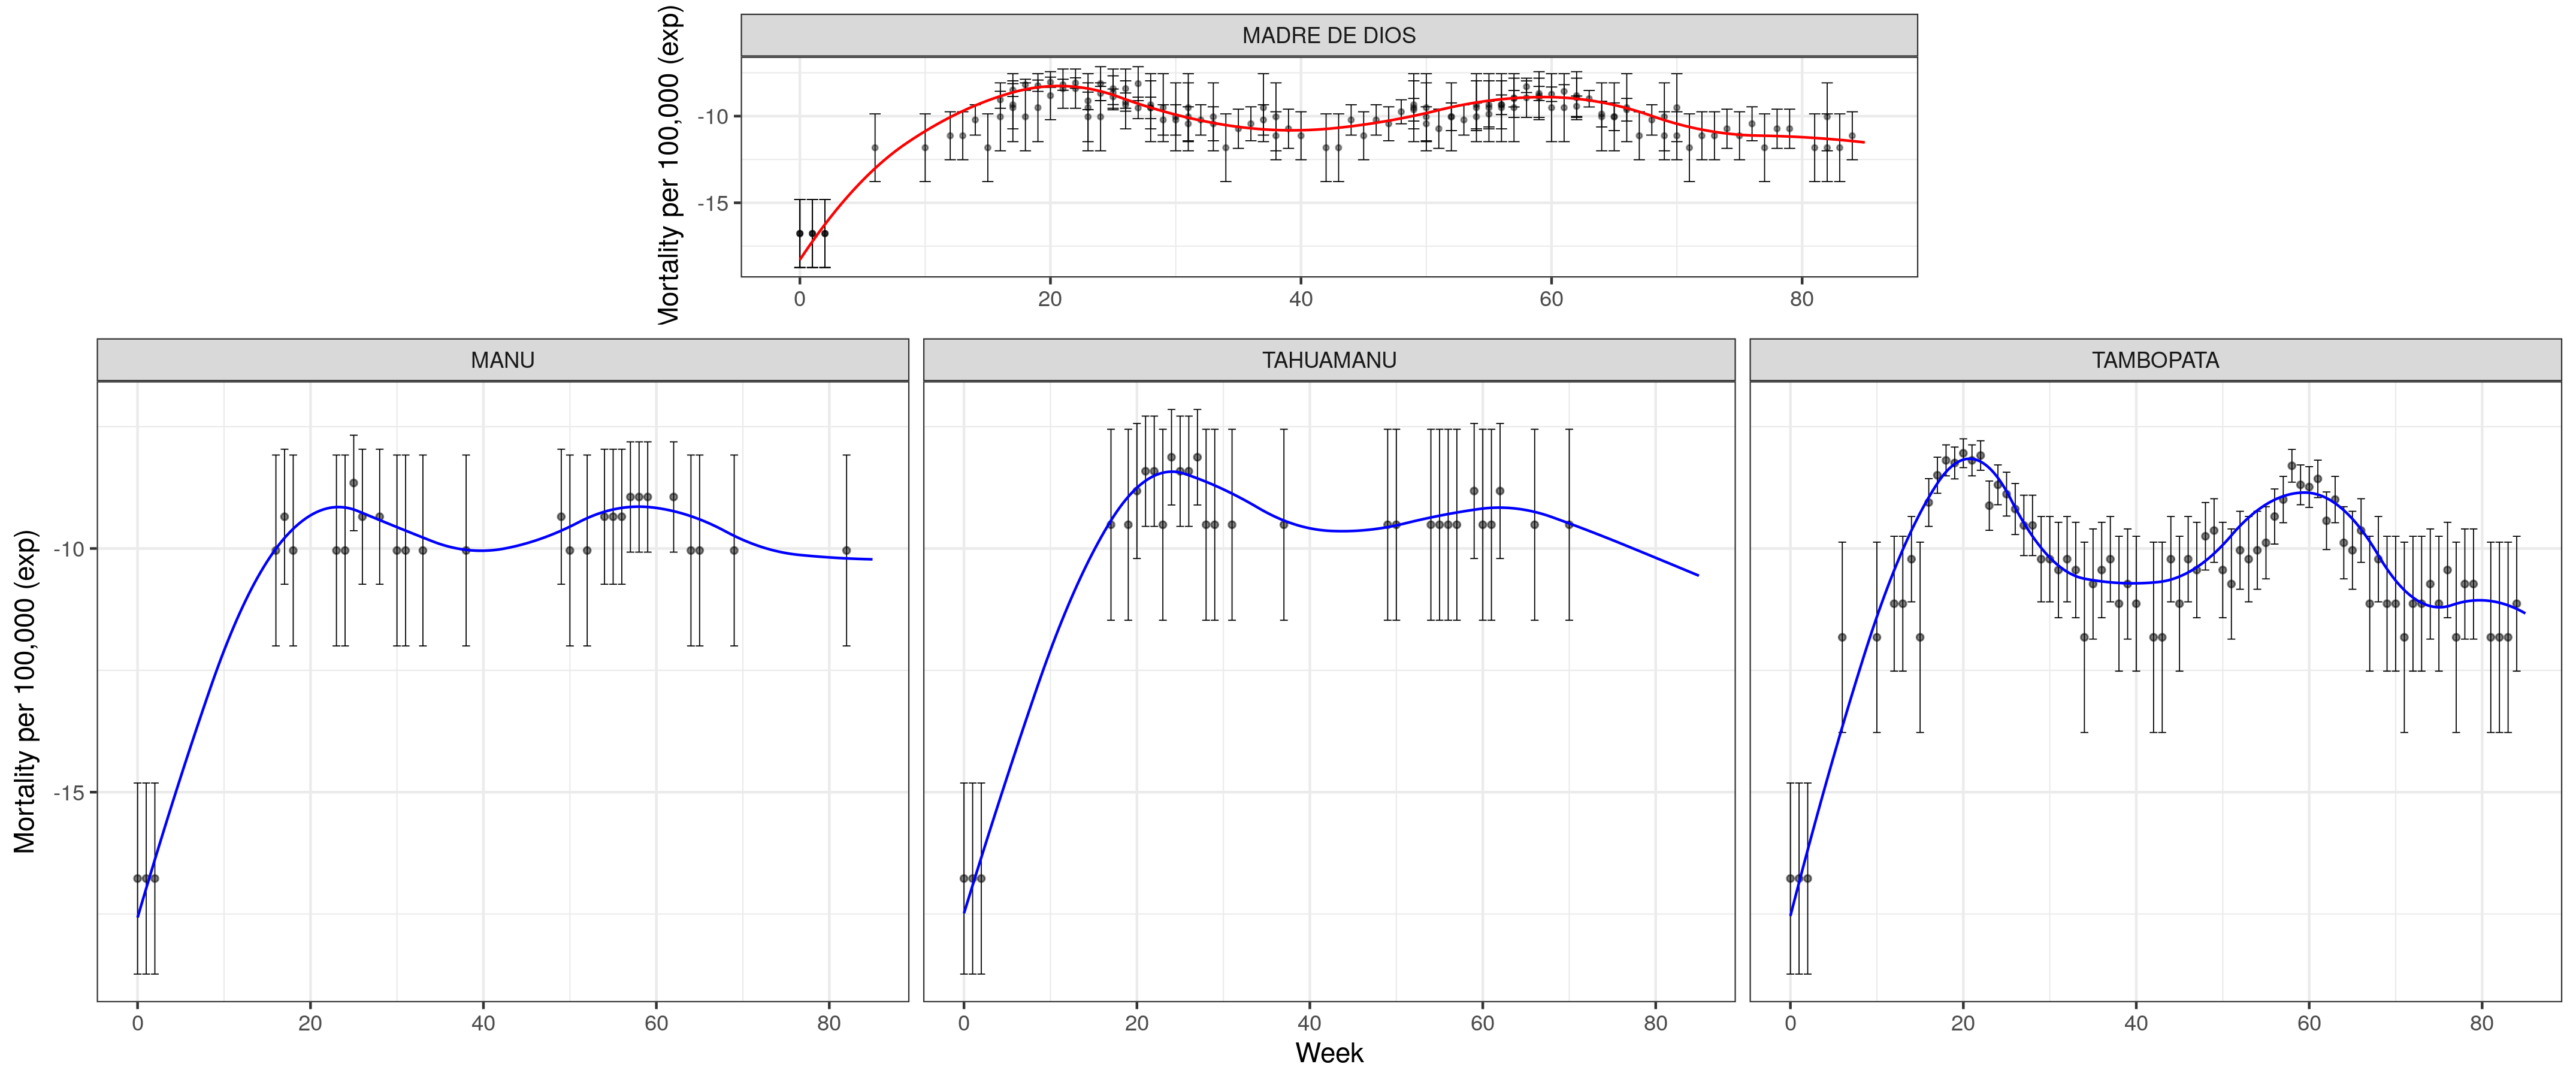 MADRE DE DIOS
Mortality per 100,000 (exp)
-10
-15
0 20 40 60 80
MANU TAHUAMANU TAMBOPATA
Mortality per 100,000 (exp)
-10
-15
0 20 40 60 80 0 20 40 60 80 0 20 40 60 80
Week